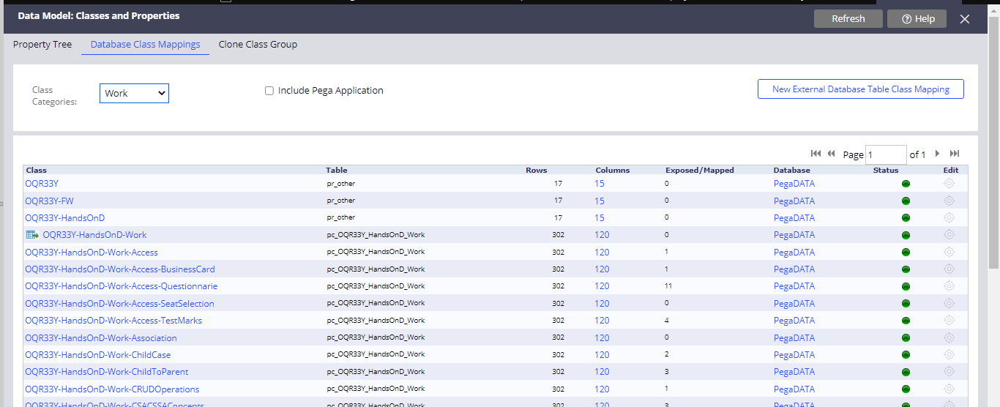 Data Model: Classes and Properties
Refresh
Help
Property Tree Database Class Mappings Clone Class Group
Class Categories: Work Include Pega Application New External Database Table Class Mapping
Page 1 of 1
Class Table Rows Columns Exposed/Mapped Database Status Edit
OQR33Y pr_other 17 15 0 PegaDATA
OQR33Y-FW pr_other 17 15 0 PegaDATA
OQR33Y-HandsOnD pr_other 17 15 0 PegaDATA
OQR33Y-HandsOnD-Work pc_OQR33Y_HandsOnD_Work 302 120 0 PegaDATA
OQR33Y-HandsOnD-Work-Access pc_OQR33Y_HandsOnD_Work 302 120 1 PegaDATA
OQR33Y-HandsOnD-Work-Access-BusinessCard pc_OQR33Y_HandsOnD_Work 302 120 1 PegaDATA
OQR33Y-HandsOnD-Work-Access-Questionnarie pc_OQR33Y_HandsOnD_Work 302 120 11 PegaDATA
OQR33Y-HandsOnD-Work-Access-SeatSelection pc_OQR33Y_HandsOnD_Work 302 120 0 PegaDATA
OQR33Y-HandsOnD-Work-Access-TestMarks pc_OQR33Y_HandsOnD_Work 302 120 4 PegaDATA
OQR33Y-HandsOnD-Work-Association pc_OQR33Y_HandsOnD_Work 302 120 0 PegaDATA
OQR33Y-HandsOnD-Work-ChildCase pc_OQR33Y_HandsOnD_Work 302 120 2 PegaDATA
OQR33Y-HandsOnD-Work-ChildToParent pc_OQR33Y_HandsOnD_Work 302 120 3 PegaDATA
OQR33Y-HandsOnD-Work-CRUDOperations pc_OQR33Y_HandsOnD_Work 302 120 1 PegaDATA
OQR33Y-HandsOnD-Work-CSACSSAConcepts pc_OQR33Y_HandsOnD_Work 302 120 3 PegaDATA